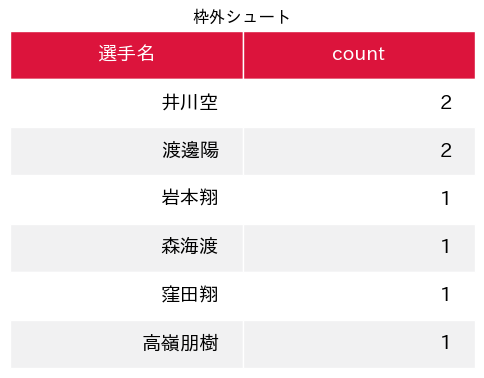 枠外シュート
選手名 count
井川空 2
渡邊陽 2
岩本翔 1
森海渡 1
窪田翔 1
高嶺朋樹 1